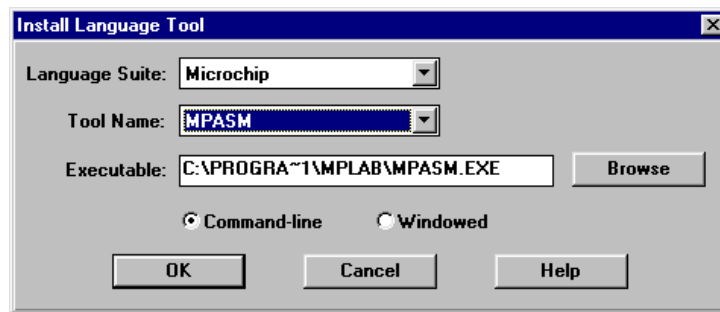 Install Language Tool
Language Suite: Microchip
Tool Name: MPASM
Executable: C:\PROGRA~1\MPLAB\MPASM.EXE Browse
Command-line Windowed
OK Cancel Help